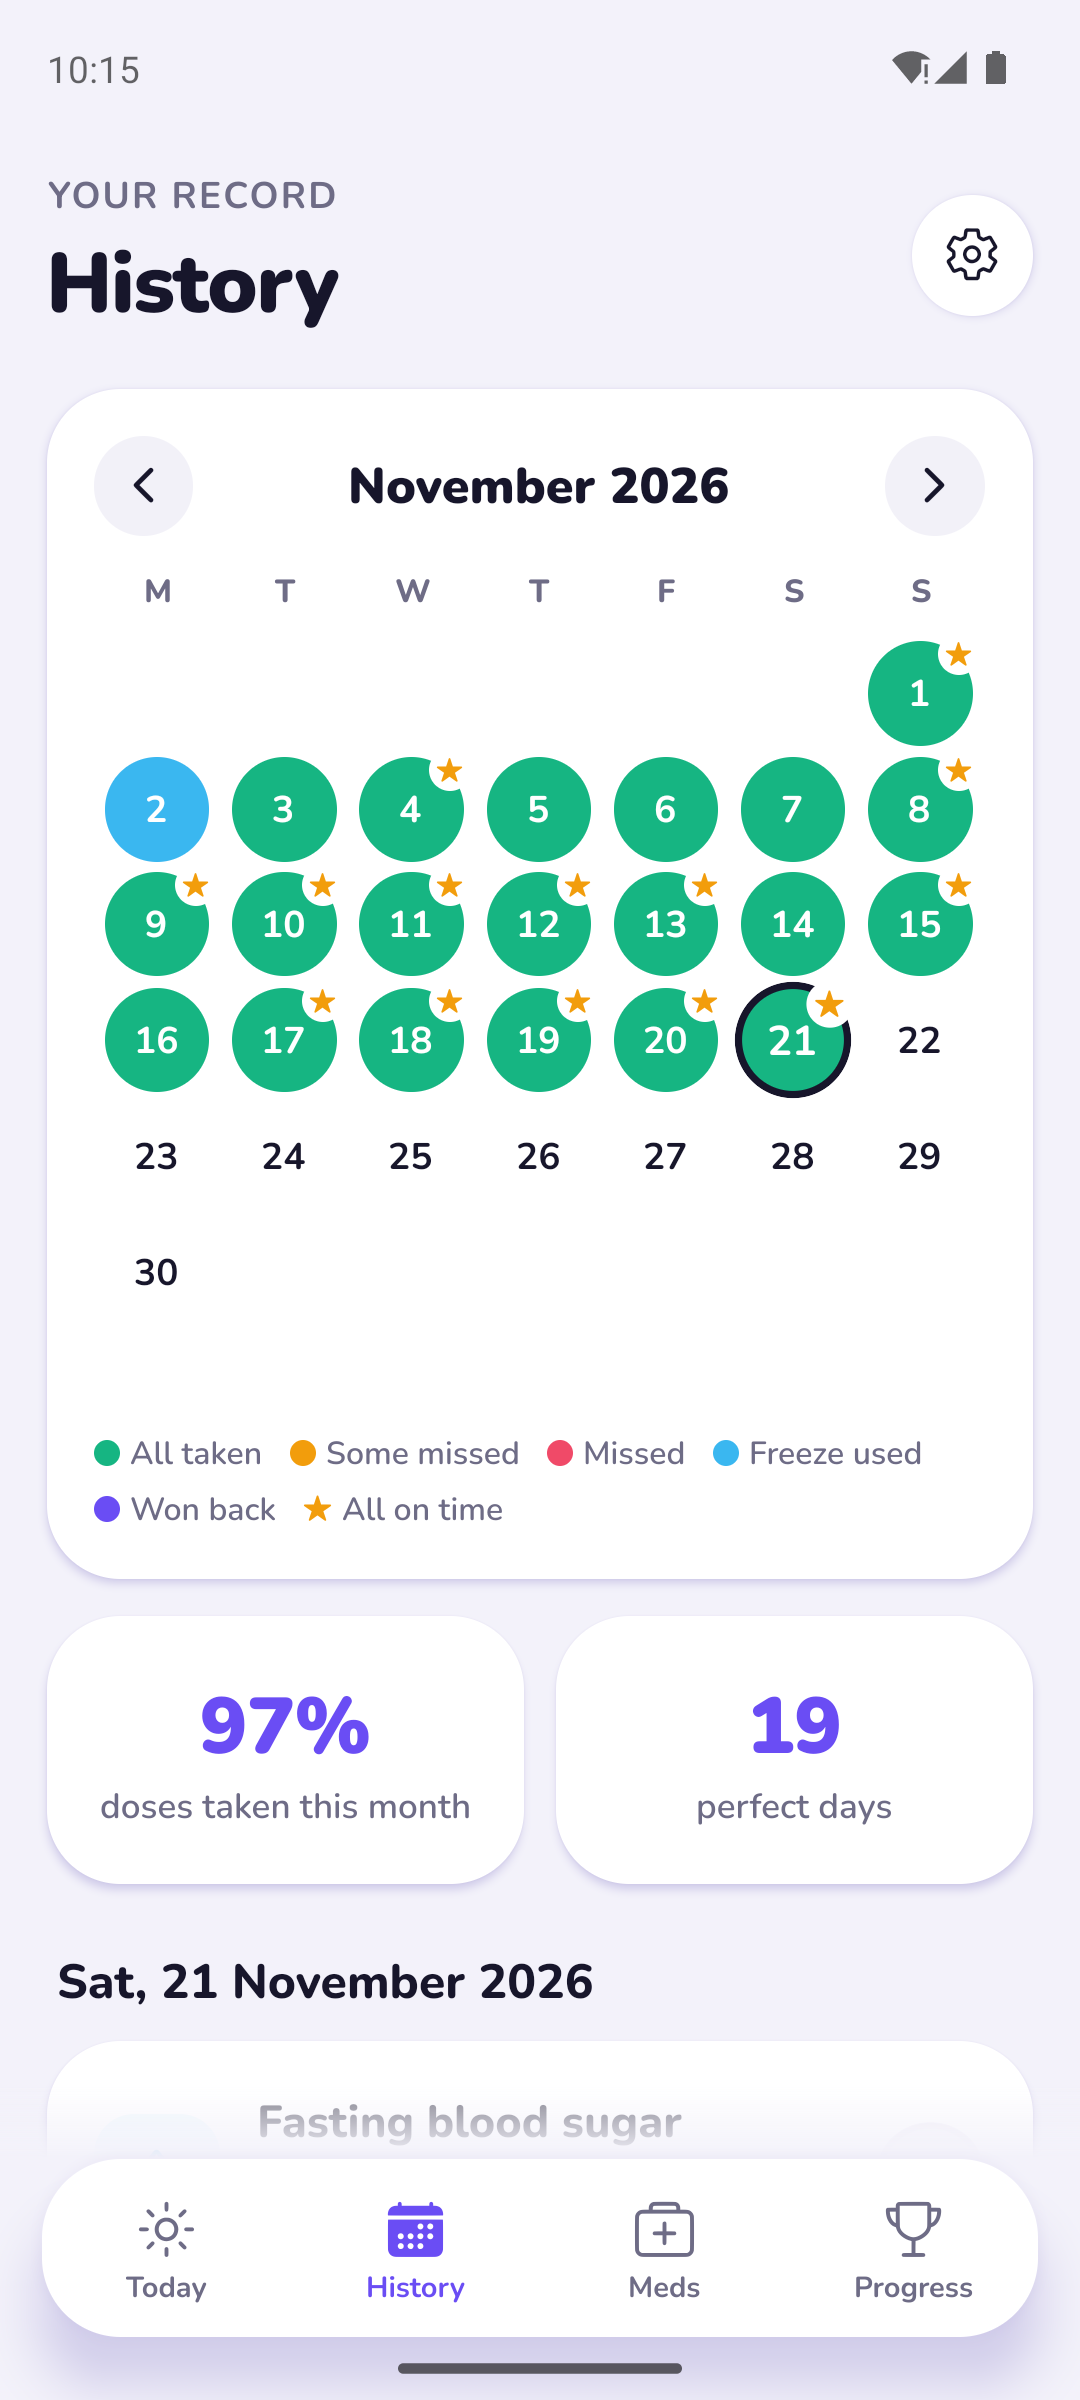 10:15
YOUR RECORD
History
November 2026
M T W T F S S
1
2 3 4 5 6 7 8
9 10 11 12 13 14 15
16 17 18 19 20 21 22
23 24 25 26 27 28 29
30
All taken Some missed Missed Freeze used
Won back All on time
97% 19
doses taken this month perfect days
Sat, 21 November 2026
Fasting blood sugar
Today History Meds Progress